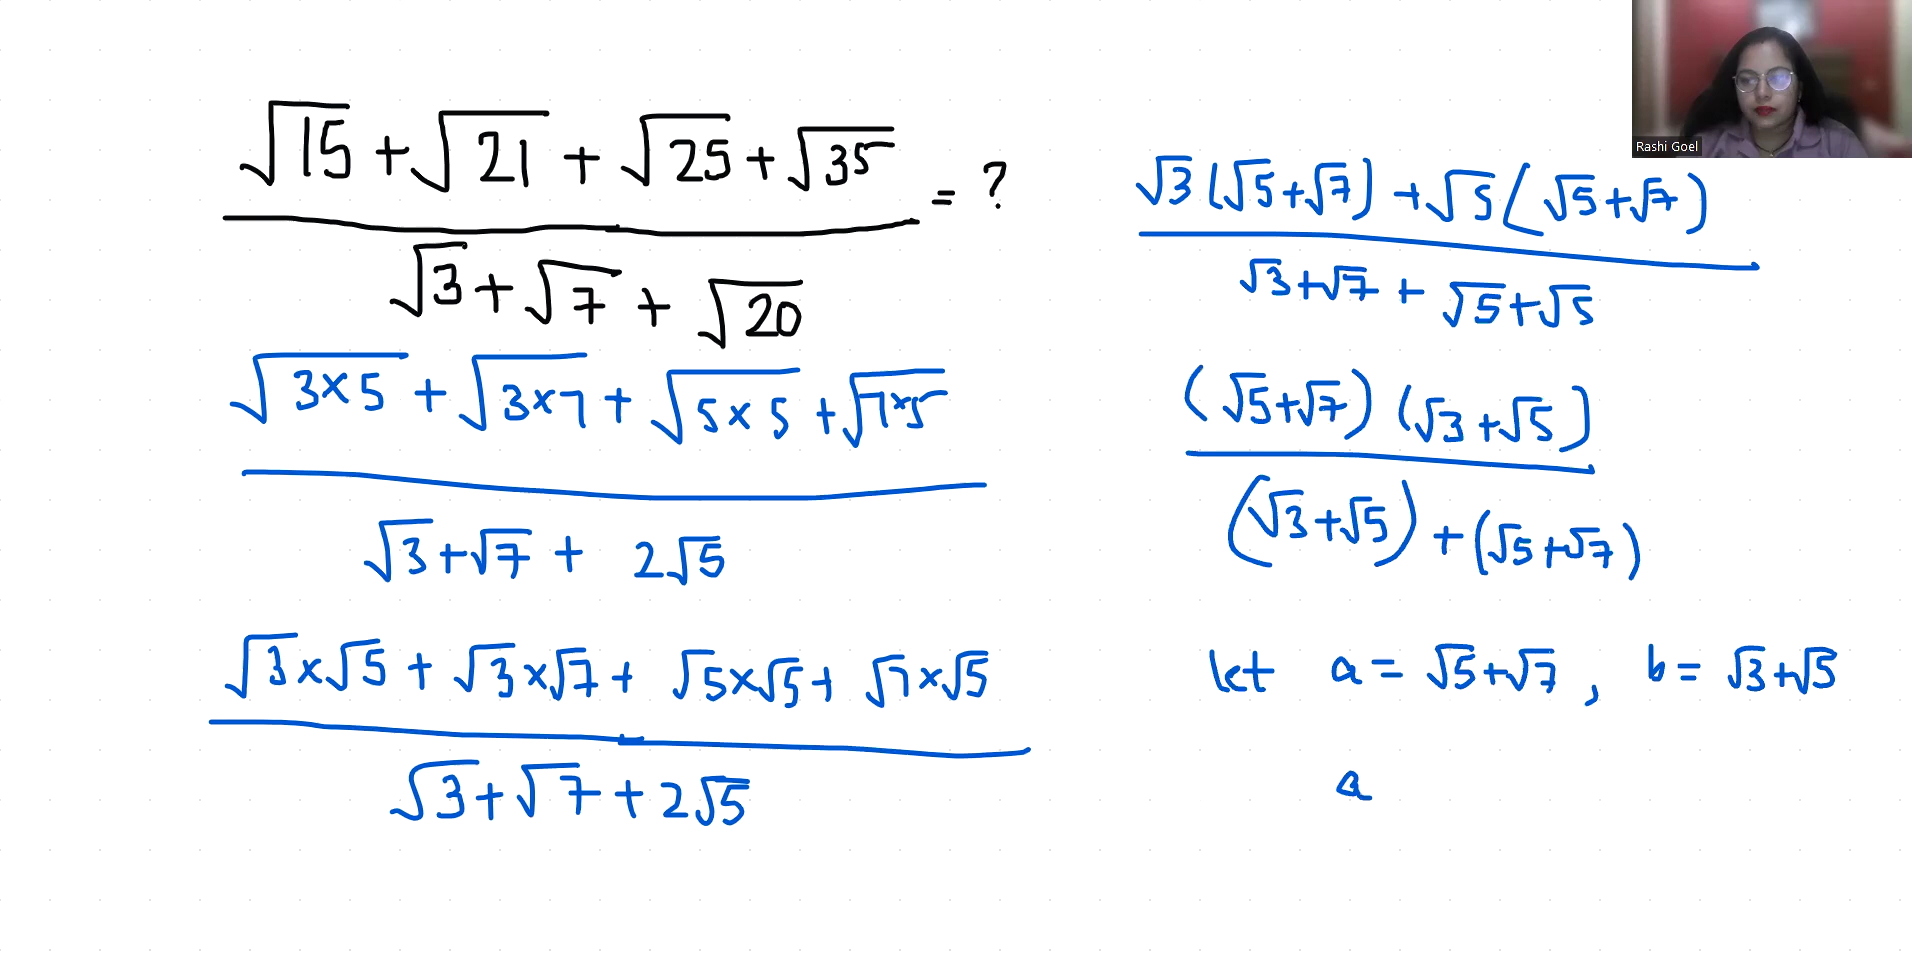 √15 + √21 + √25 + √35 = ?
√3 + √7 + √20
√3×5 + √3×7 + √5×5 + √7×5
√3 + √7 + 2√5
√3 × √5 + √3 × √7 + √5 × √5 + √7 × √5
√3 + √7 + 2√5
Rashi Goel
√3 (√5+√7) + √5 (√5+√7)
√3+√7 + √5+√5
(√5+√7) (√3+√5)
(√3+√5) + (√5+√7)
let a = √5+√7 , b = √3+√5
a